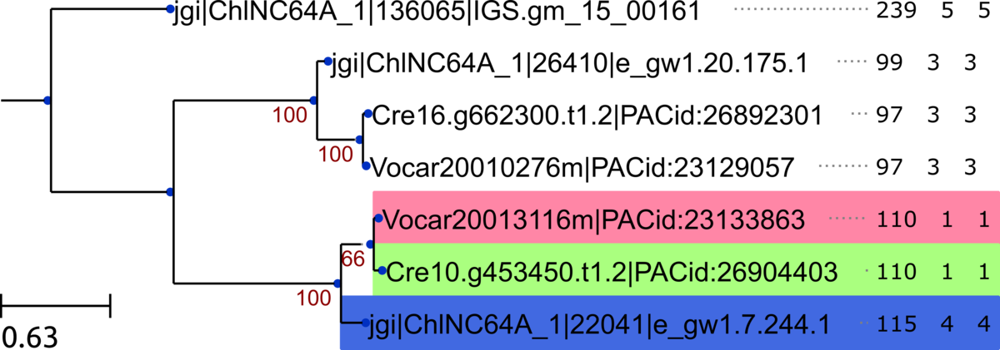 jgi|ChlNC64A_1|136065|IGS.gm_15_00161 239 5 5
jgi|ChlNC64A_1|26410|e_gw1.20.175.1 99 3 3
100
Cre16.g662300.t1.2|PACid:26892301 97 3 3
100
Vocar20010276m|PACid:23129057 97 3 3
Vocar20013116m|PACid:23133863 110 1 1
66
Cre10.g453450.t1.2|PACid:26904403 110 1 1
100
jgi|ChlNC64A_1|22041|e_gw1.7.244.1 115 4 4
0.63